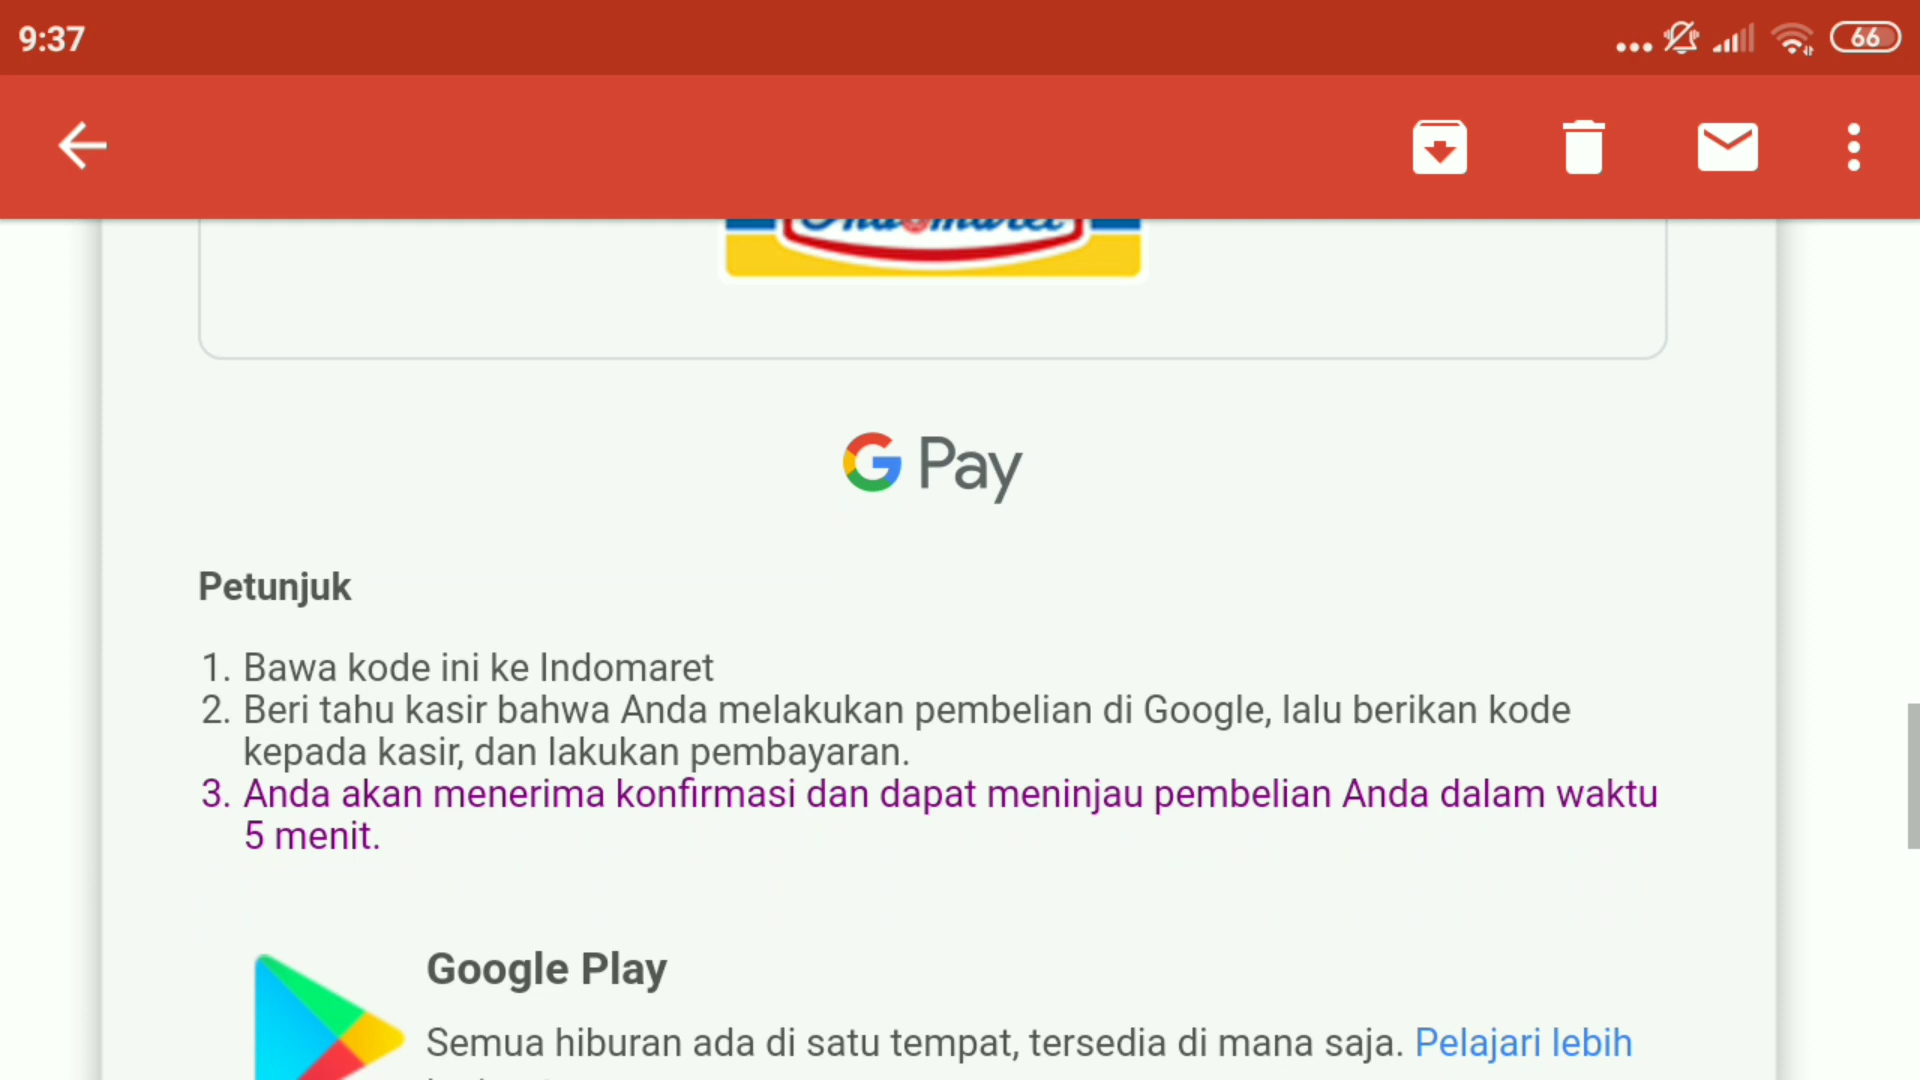 9:37
66
Indomaret
G Pay
Petunjuk
1. Bawa kode ini ke Indomaret
2. Beri tahu kasir bahwa Anda melakukan pembelian di Google, lalu berikan kode
kepada kasir, dan lakukan pembayaran.
3. Anda akan menerima konfirmasi dan dapat meninjau pembelian Anda dalam waktu
5 menit.
Google Play
Semua hiburan ada di satu tempat, tersedia di mana saja. Pelajari lebih